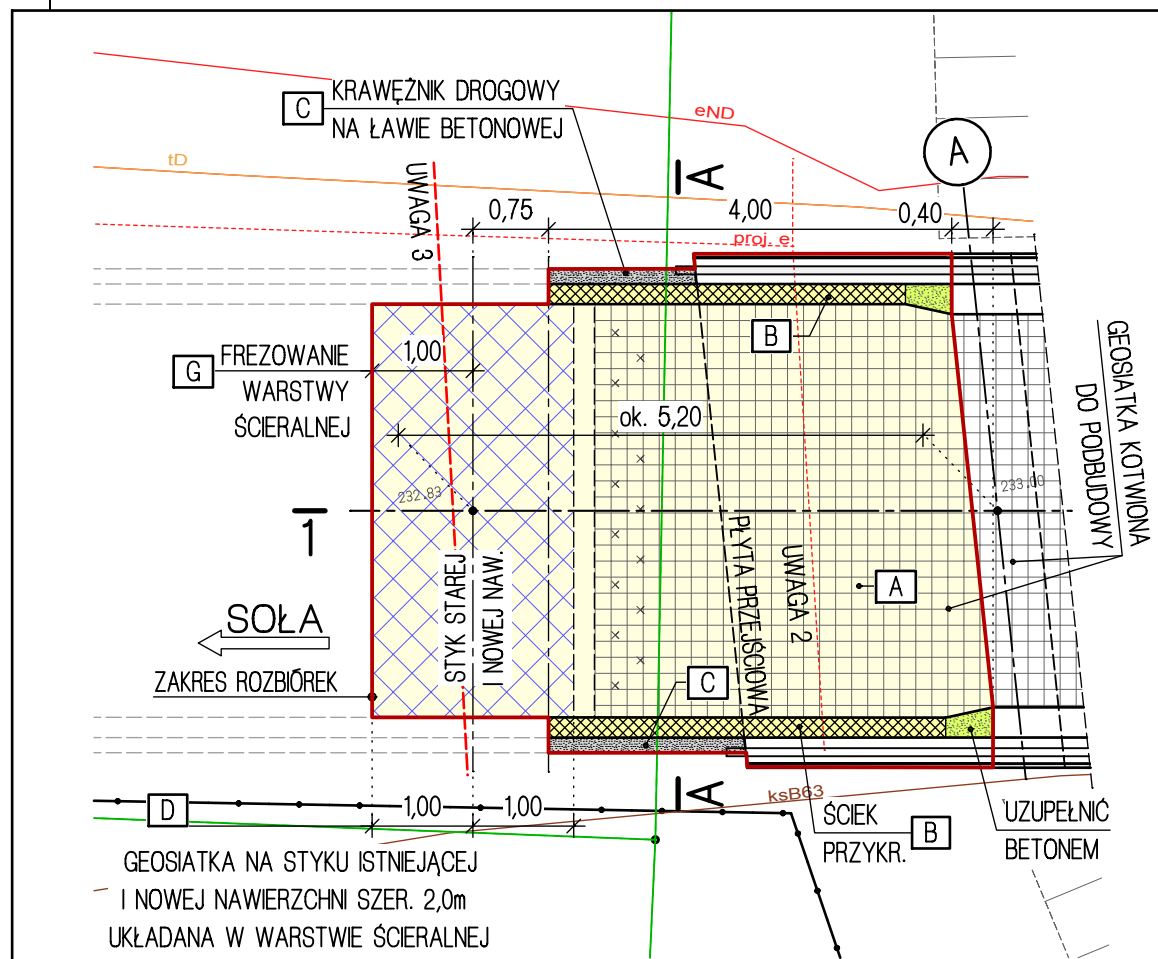 KRAWĘŻNIK DROGOWY
C
NA ŁAWIE BETONOWEJ
eND
A
tD
UWAGA 3
A
0,75
4,00
0,40
proj. e
B
G
FREZOWANIE
WARSTWY
ŚCIERALNEJ
1,00
ok. 5,20
GEOSIATKA KOTWIONA
DO PODBUDOWY
232.83
233.00
1
STYK STAREJ
I NOWEJ NAW.
PŁYTA PRZEJŚCIOWA
UWAGA 2
A
SOŁA
ZAKRES ROZBIÓREK
C
A
ksB63
D
1,00
1,00
ŚCIEK
PRZYKR.
B
UZUPEŁNIĆ
BETONEM
GEOSIATKA NA STYKU ISTNIEJĄCEJ
I NOWEJ NAWIERZCHNI SZER. 2,0m
UKŁADANA W WARSTWIE ŚCIERALNEJ